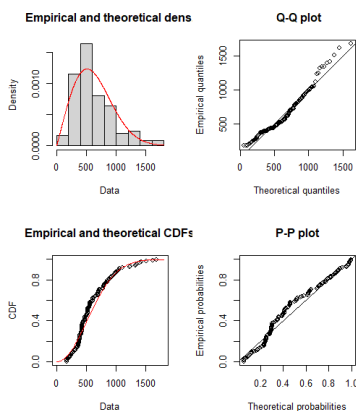 Empirical and theoretical dens
Density
0.0000
0.0010
0
500
1000
1500
Data
Q-Q plot
Empirical quantiles
500
1000
1500
0
500
1000
1500
Theoretical quantiles
Empirical and theoretical CDFs
CDF
0.0
0.4
0.8
0
500
1000
1500
Data
P-P plot
Empirical probabilities
0.0
0.4
0.8
0.2
0.4
0.6
0.8
1.0
Theoretical probabilities